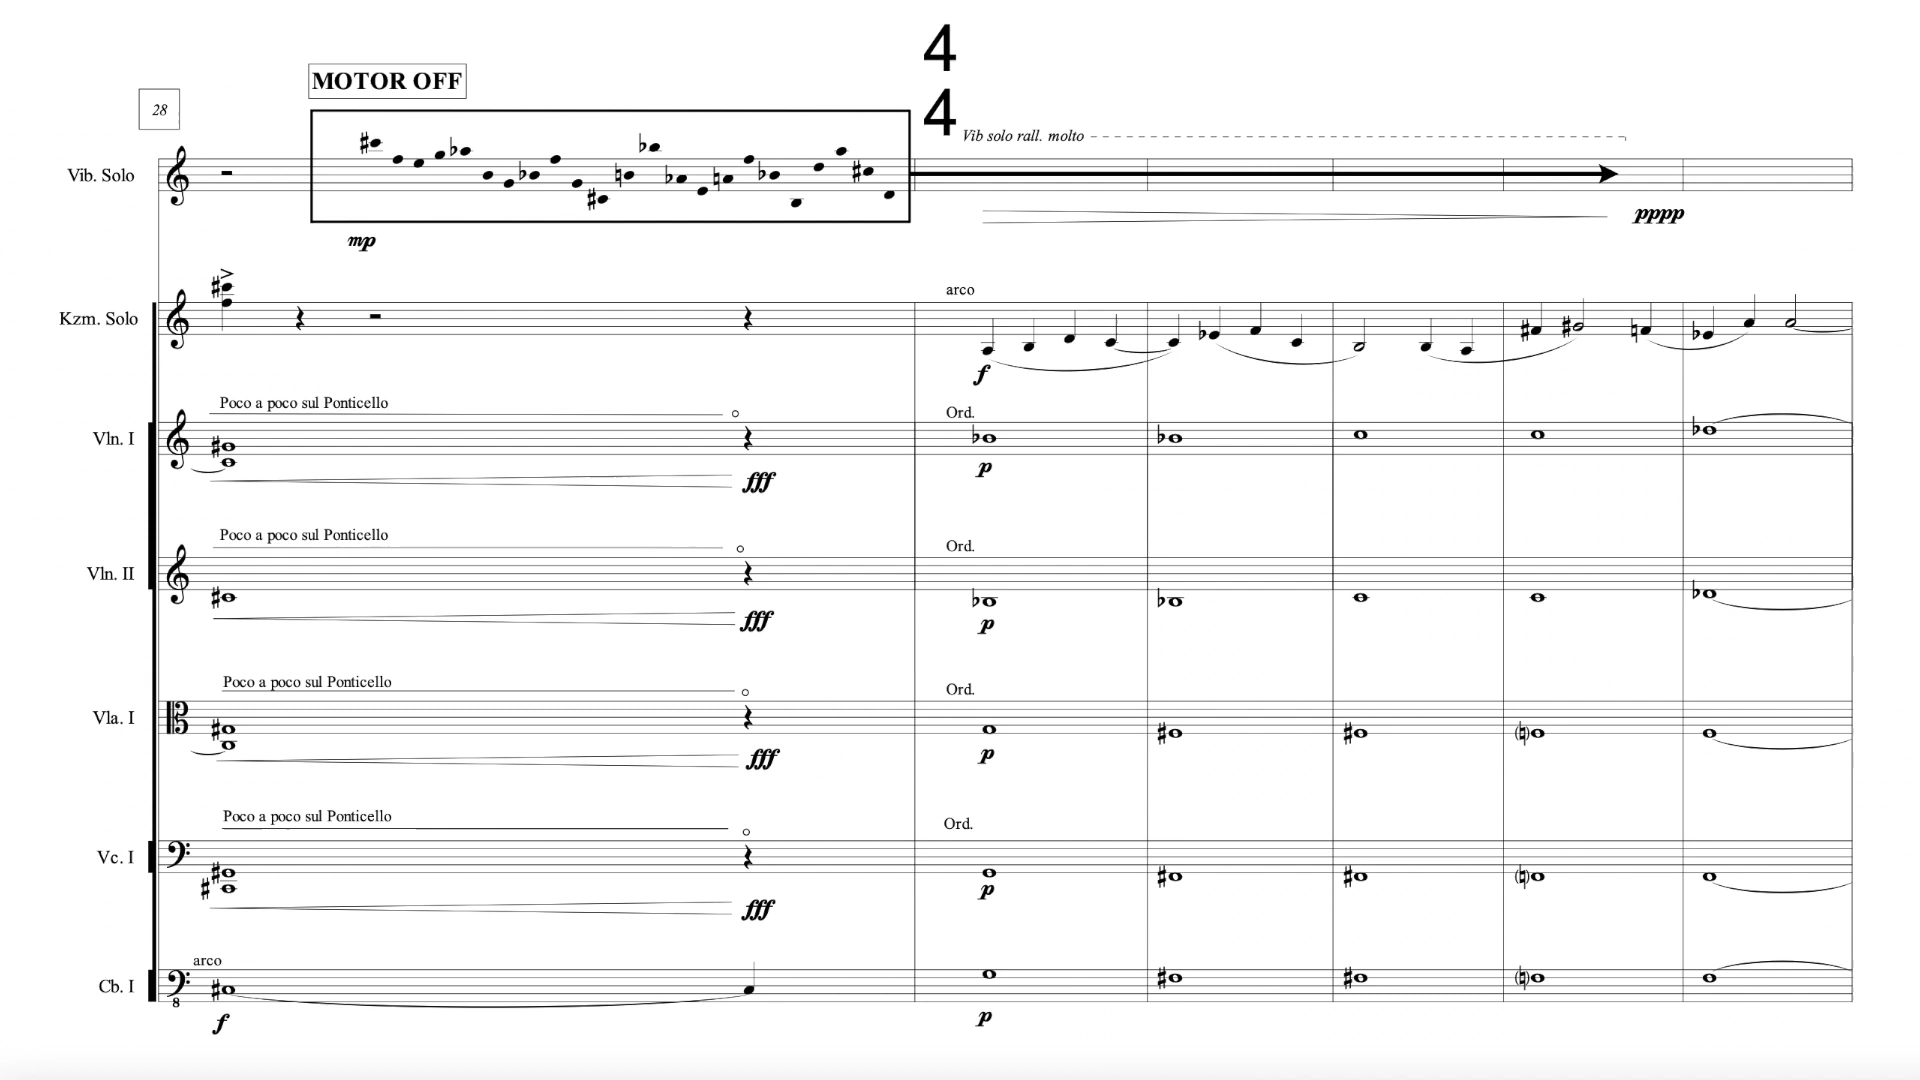 4
4
MOTOR OFF
28
Vib solo rall. molto
Vib. Solo
pppp
mp
Kzm. Solo
arco
f
Poco a poco sul Ponticello
Ord.
Vln. I
p
fff
Poco a poco sul Ponticello
Ord.
Vln. II
fff
p
Poco a poco sul Ponticello
Ord.
Vla. I
fff
p
Poco a poco sul Ponticello
Ord.
Vc. I
fff
p
arco
Cb. I
8
f
p